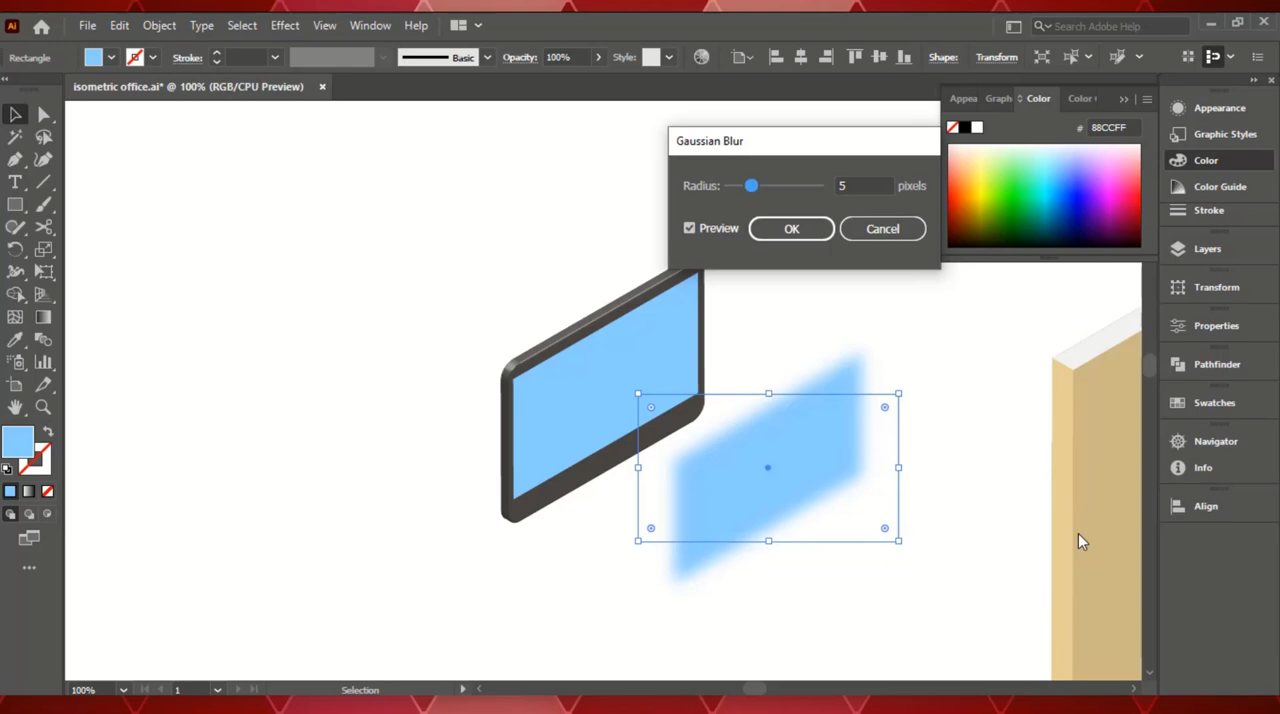 Ai File Edit Object Type Select Effect View Window Help Search Adobe Help
Rectangle Stroke: Basic Opacity: 100% Style: Shape: Transform
isometric office.ai* @ 100% (RGB/CPU Preview) ×
Appea Graph Color Color
# 88CCFF
Gaussian Blur
Radius: 5 pixels
Preview OK Cancel
Appearance
Graphic Styles
Color
Color Guide
Stroke
Layers
Transform
Properties
Pathfinder
Swatches
Navigator
Info
Align
100% 1 Selection